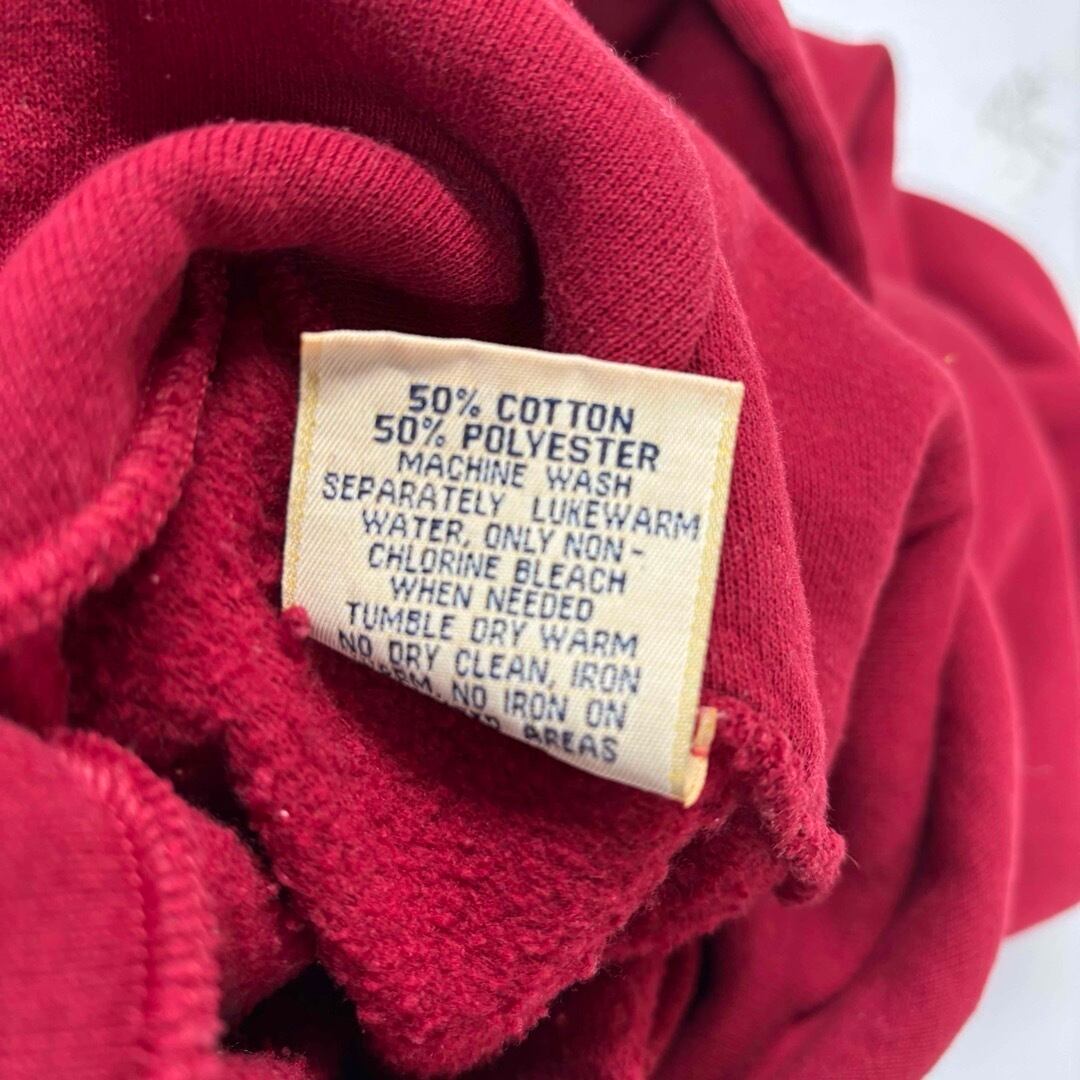 50% COTTON
50% POLYESTER
MACHINE WASH
SEPARATELY LUKEWARM
WATER, ONLY NON-
CHLORINE BLEACH
WHEN NEEDED
TUMBLE DRY WARM
NO DRY CLEAN, IRON
NO IRON ON
AREAS